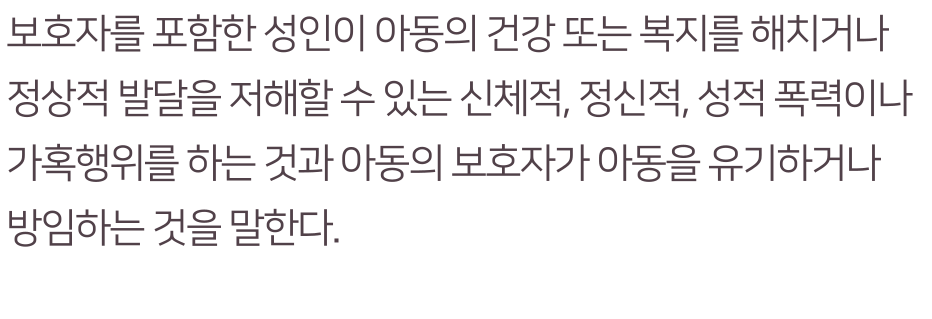 보호자를 포함한 성인이 아동의 건강 또는 복지를 해치거나
정상적 발달을 저해할 수 있는 신체적, 정신적, 성적 폭력이나
가혹행위를 하는 것과 아동의 보호자가 아동을 유기하거나
방임하는 것을 말한다.